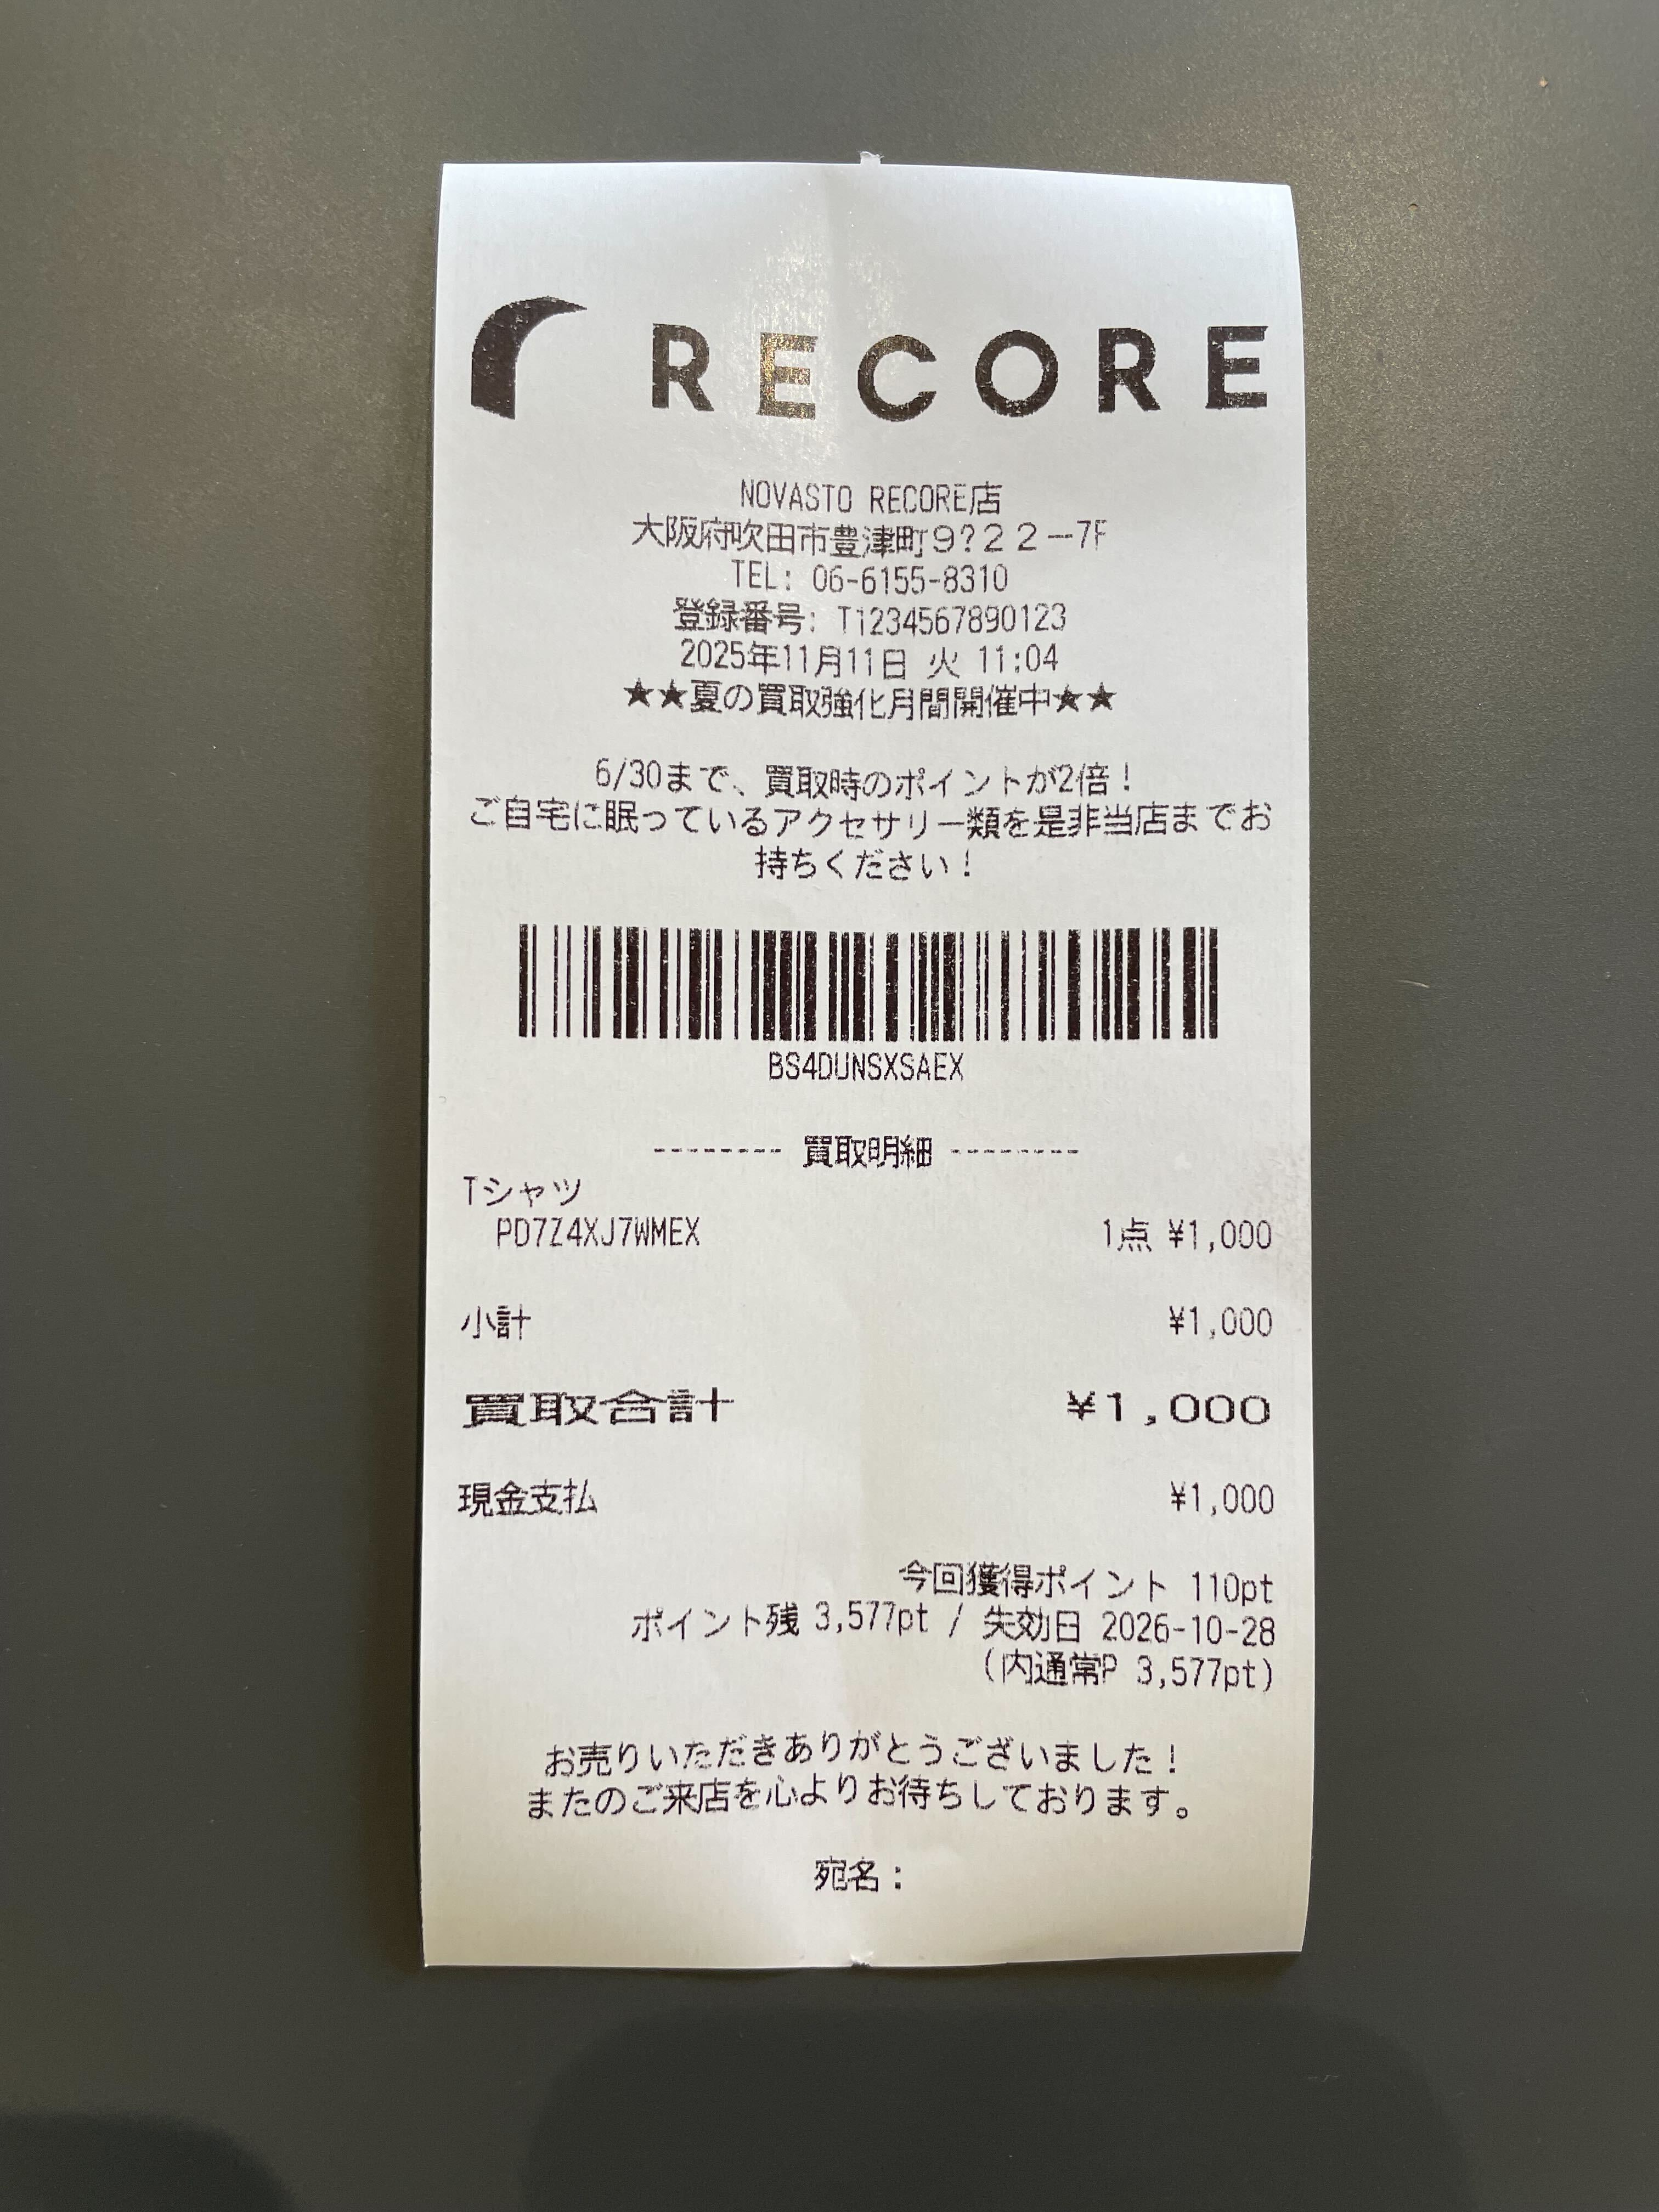 RECORE
NOVASTO RECORE店
大阪府吹田市豊津町９?２２ー7F
TEL: 06-6155-8310
登録番号: T1234567890123
2025年11月11日 火 11:04
★★夏の買取強化月間開催中★★
6/30まで、買取時のポイントが2倍！
ご自宅に眠っているアクセサリー類を是非当店までお
持ちください！
BS4DUNSXSAEX
-------- 買取明細 --------
Tシャツ
PD7Z4XJ7WMEX 1点 ¥1,000
小計 ¥1,000
買取合計 ¥1,000
現金支払 ¥1,000
今回獲得ポイント 110pt
ポイント残 3,577pt / 失効日 2026-10-28
(内通常P 3,577pt)
お売りいただきありがとうございました！
またのご来店を心よりお待ちしております。
宛名：